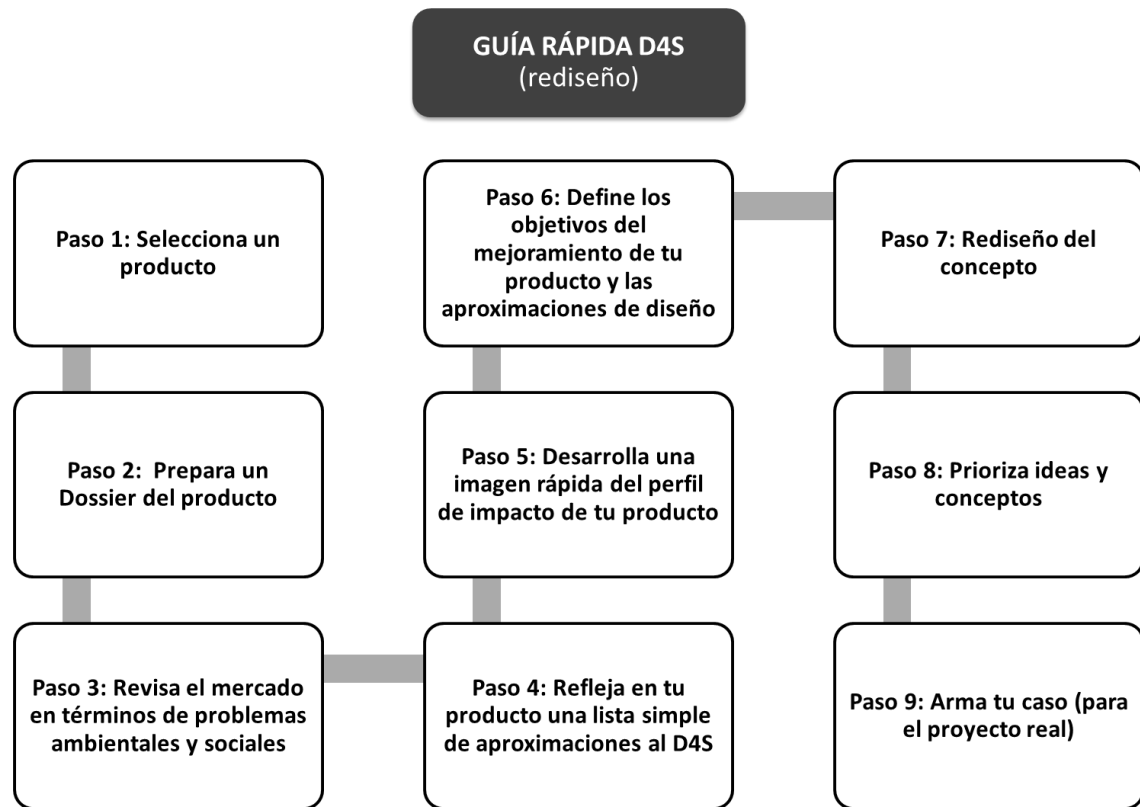 GUÍA RÁPIDA D4S
(rediseño)
Paso 1: Selecciona un
producto
Paso 2:  Prepara un
Dossier del producto
Paso 3: Revisa el mercado
en términos de problemas
ambientales y sociales
Paso 4: Refleja en tu
producto una lista simple
de aproximaciones al D4S
Paso 5: Desarrolla una
imagen rápida del perfil
de impacto de tu producto
Paso 6: Define los
objetivos del
mejoramiento de tu
producto y las
aproximaciones de diseño
Paso 7: Rediseño del
concepto
Paso 8: Prioriza ideas y
conceptos
Paso 9: Arma tu caso (para
el proyecto real)